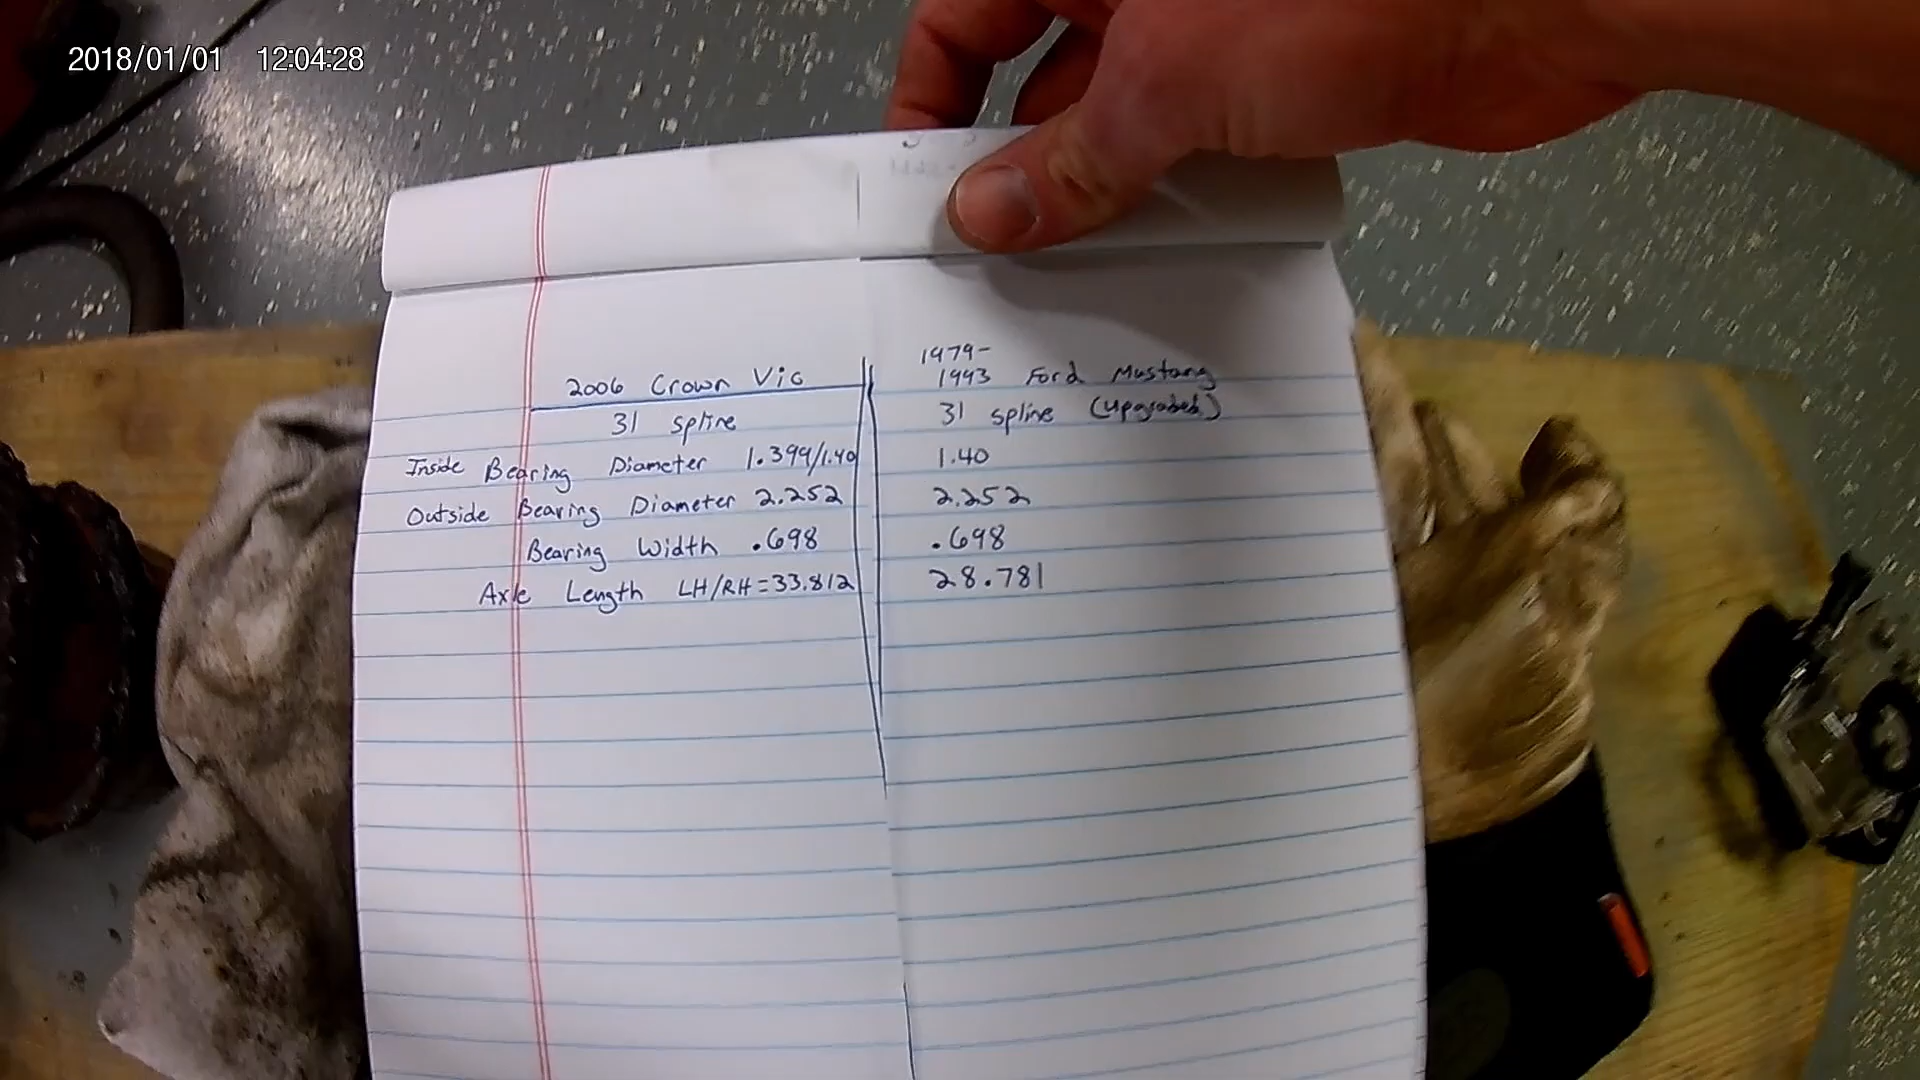 2018/01/01 12:04:28
2006 Crown Vic
31 spline
Inside Bearing Diameter 1.399/1.40
Outside Bearing Diameter 2.252
Bearing Width .698
Axle Length LH/RH=33.812
1979-
1993 Ford Mustang
31 spline (upgraded)
1.40
2.252
.698
28.781